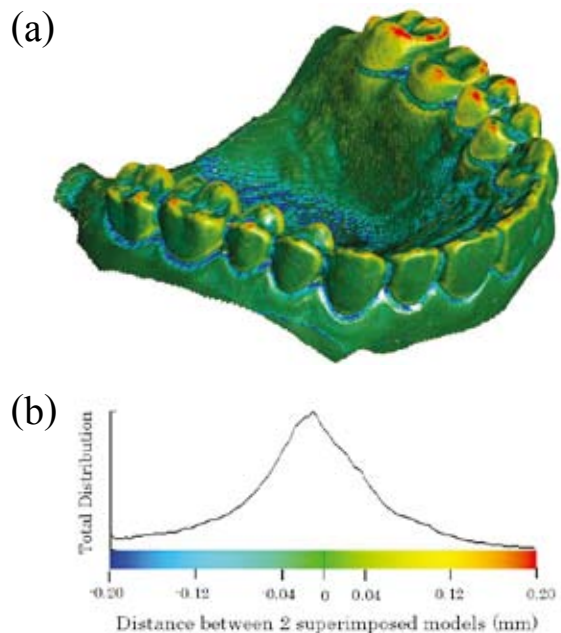 (a)
(b)
Total Distribution
-0.20 -0.12 -0.04 0 0.04 0.12 0.20
Distance between 2 superimposed models (mm)